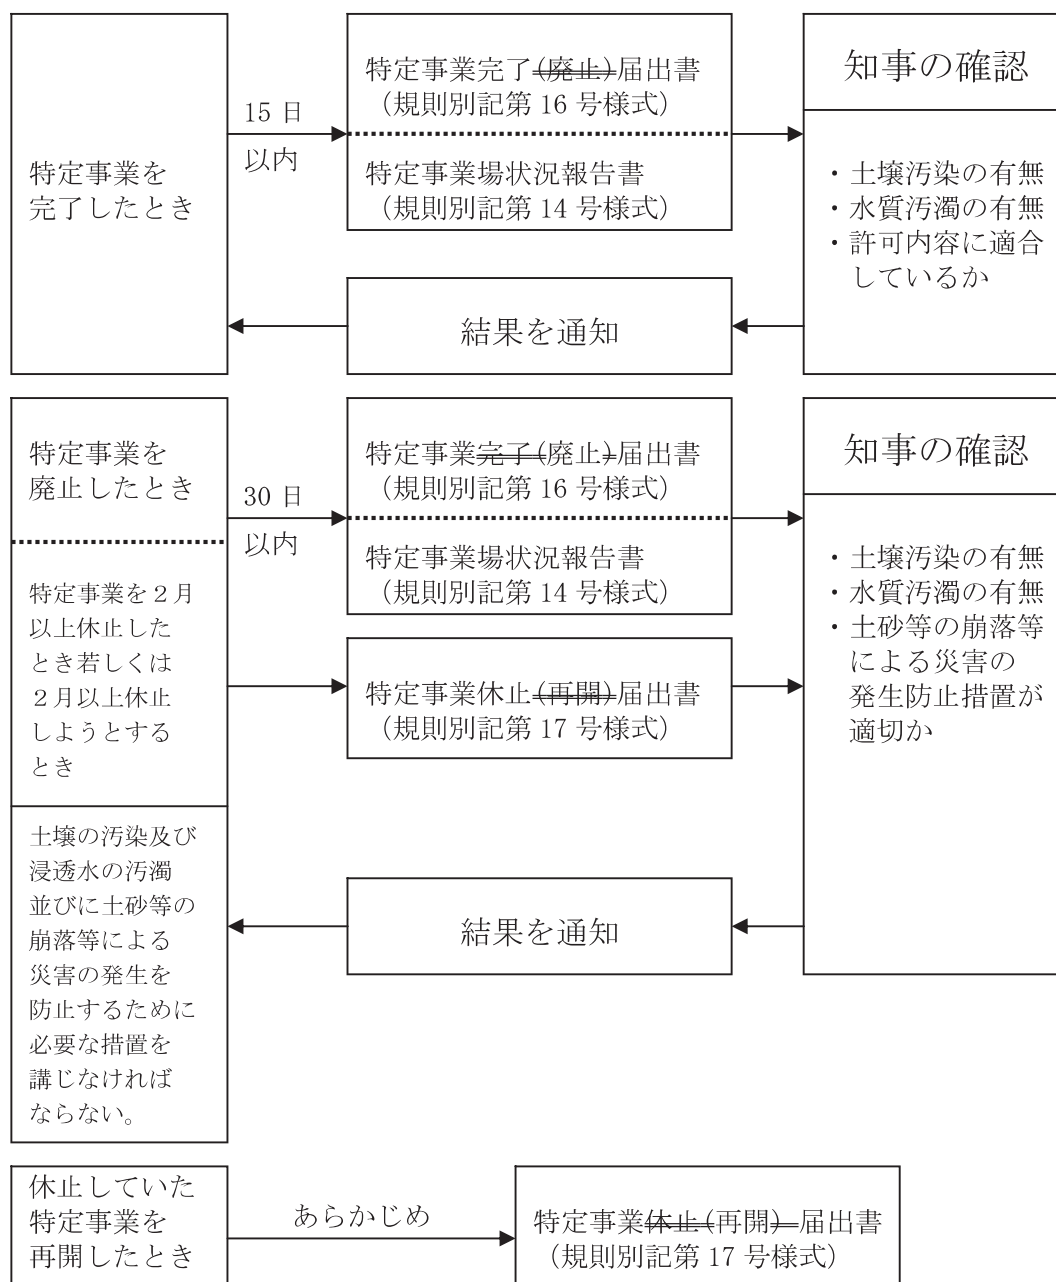 特定事業を
完了したとき
15 日
以内
特定事業完了(廃止)届出書
（規則別記第 16 号様式）
特定事業場状況報告書
（規則別記第 14 号様式）
知事の確認
・土壌汚染の有無
・水質汚濁の有無
・許可内容に適合
しているか
結果を通知
特定事業を
廃止したとき
特定事業を２月
以上休止した
とき若しくは
２月以上休止
しようとする
とき
土壌の汚染及び
浸透水の汚濁
並びに土砂等の
崩落等による
災害の発生を
防止するために
必要な措置を
講じなければ
ならない。
30 日
以内
特定事業完了(廃止)届出書
（規則別記第 16 号様式）
特定事業場状況報告書
（規則別記第 14 号様式）
特定事業休止(再開)届出書
（規則別記第 17 号様式）
知事の確認
・土壌汚染の有無
・水質汚濁の有無
・土砂等の崩落等
による災害の
発生防止措置が
適切か
結果を通知
休止していた
特定事業を
再開したとき
あらかじめ
特定事業休止(再開)届出書
（規則別記第 17 号様式）